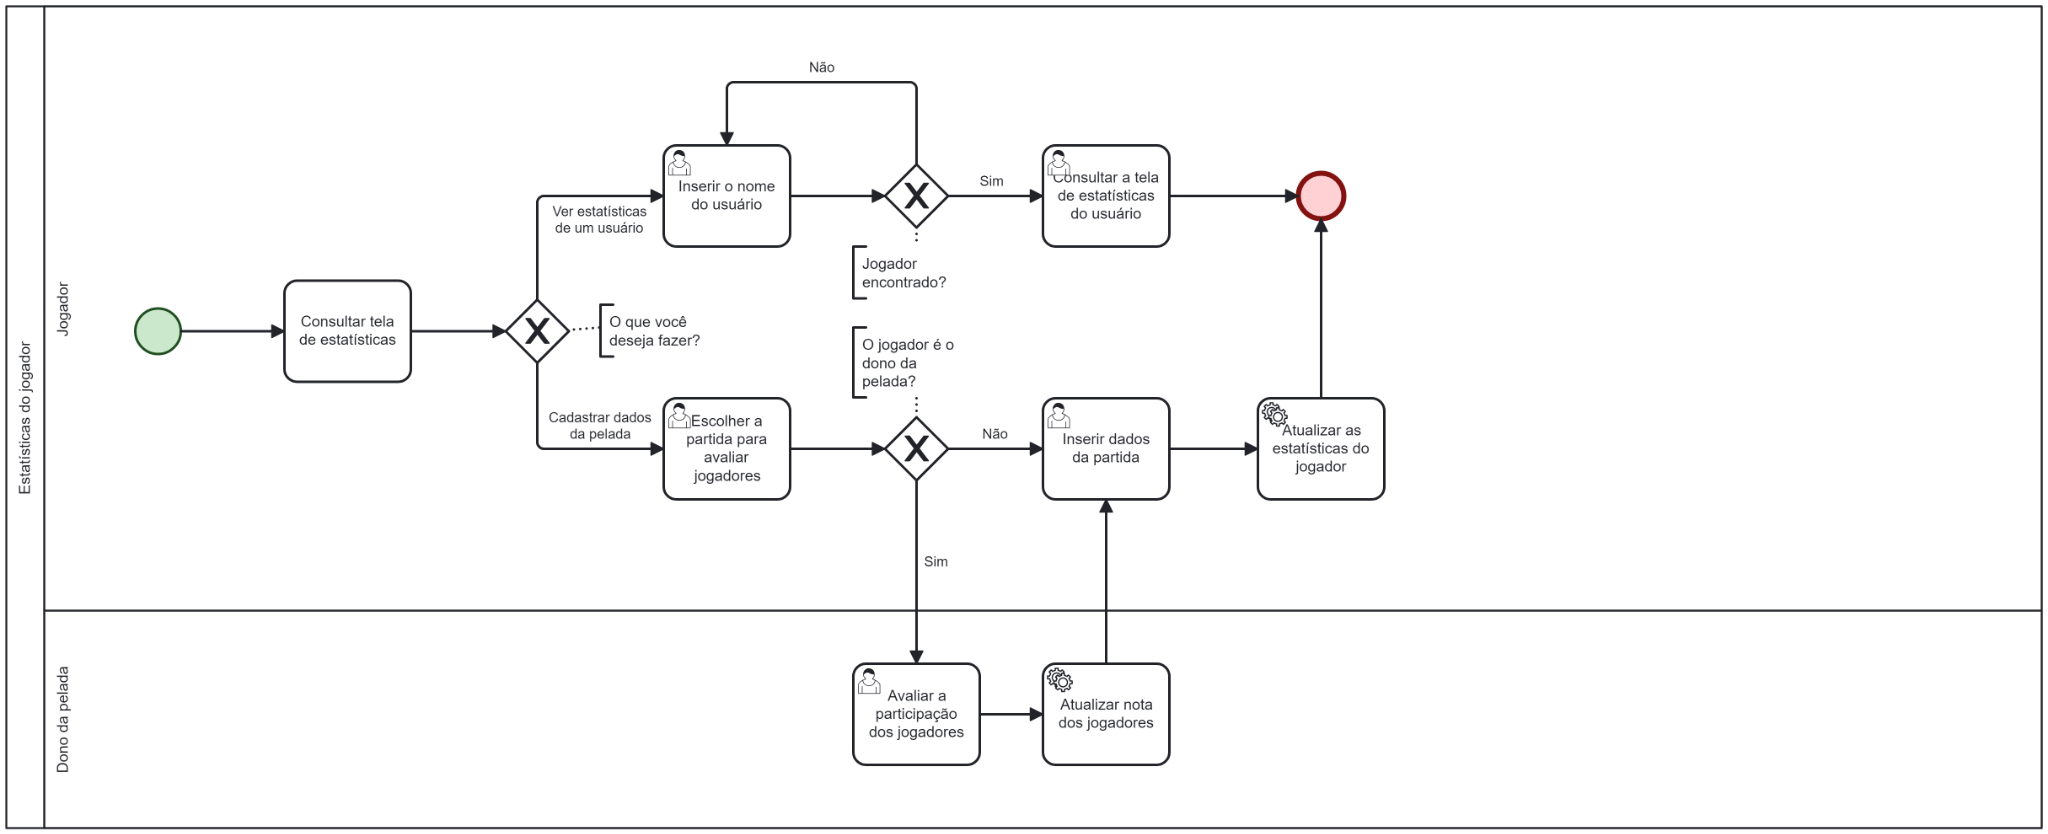 Estatísticas do jogador
Jogador
Não
Inserir o nome
do usuário
Sim
Consultar a tela
de estatísticas
do usuário
Ver estatísticas
de um usuário
Jogador
encontrado?
Consultar tela
de estatísticas
O que você
deseja fazer?
O jogador é o
dono da
pelada?
Cadastrar dados
da pelada
Escolher a
partida para
avaliar
jogadores
Não
Inserir dados
da partida
Atualizar as
estatísticas do
jogador
Sim
Dono da pelada
Avaliar a
participação
dos jogadores
Atualizar nota
dos jogadores